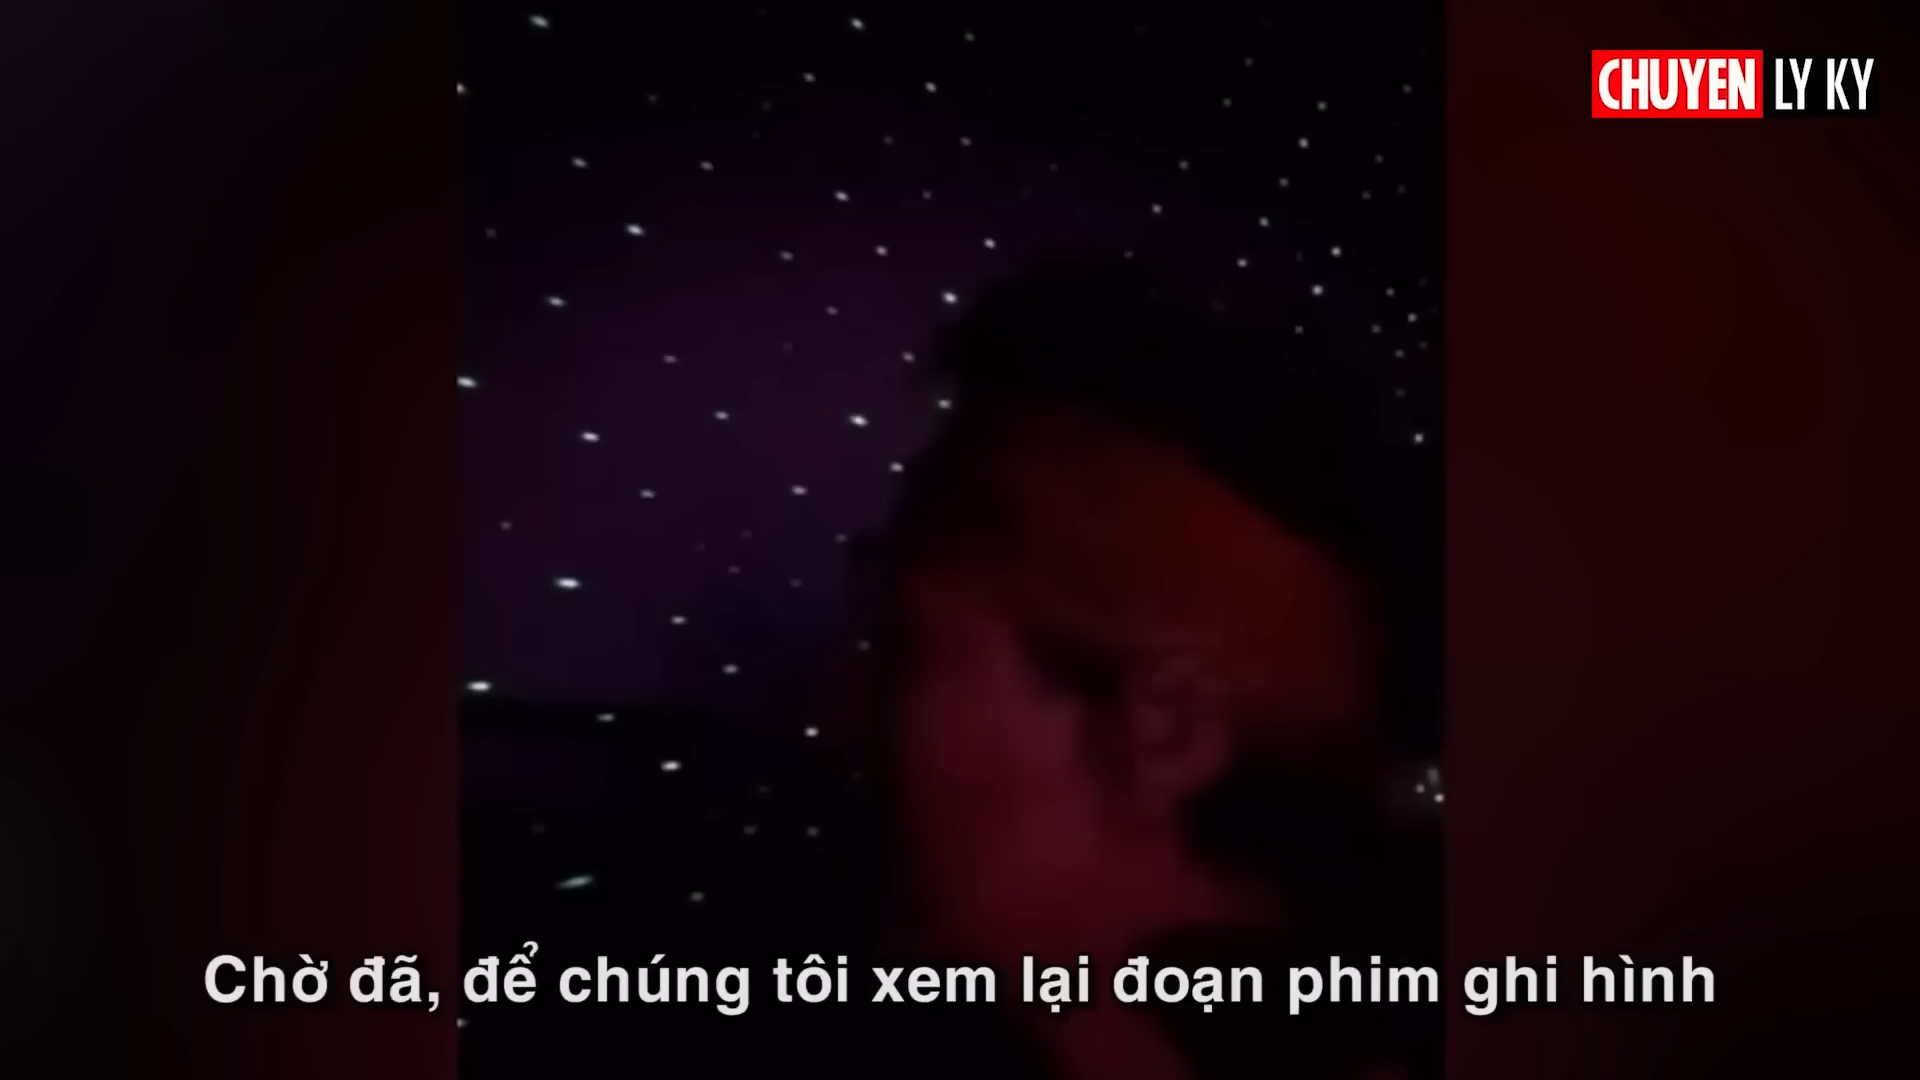 CHUYEN LY KY
Chờ đã, để chúng tôi xem lại đoạn phim ghi hình